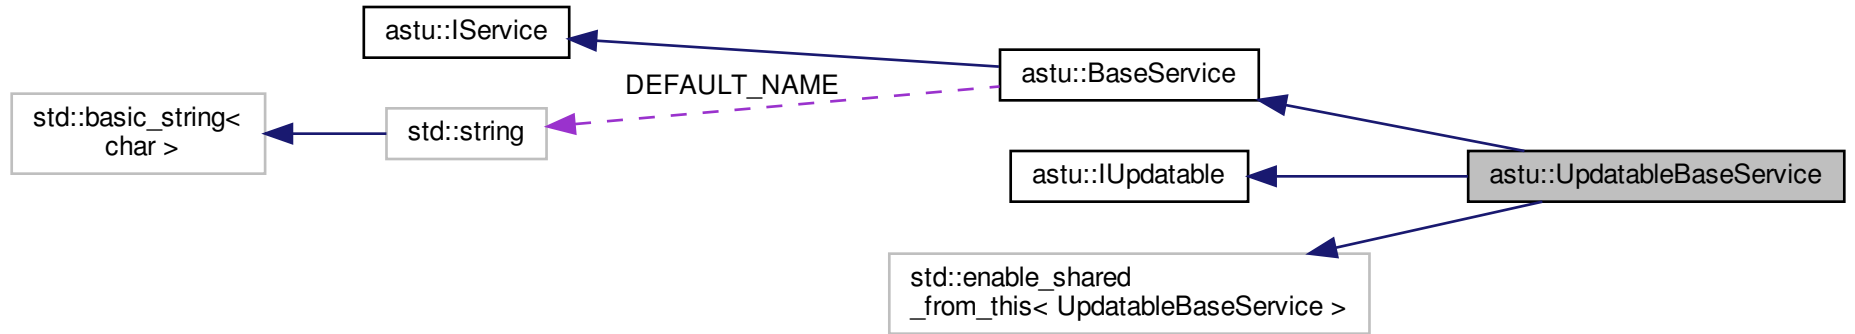 astu::IService
astu::BaseService
DEFAULT_NAME
std::basic_string<
char >
std::string
astu::IUpdatable
astu::UpdatableBaseService
std::enable_shared
_from_this< UpdatableBaseService >